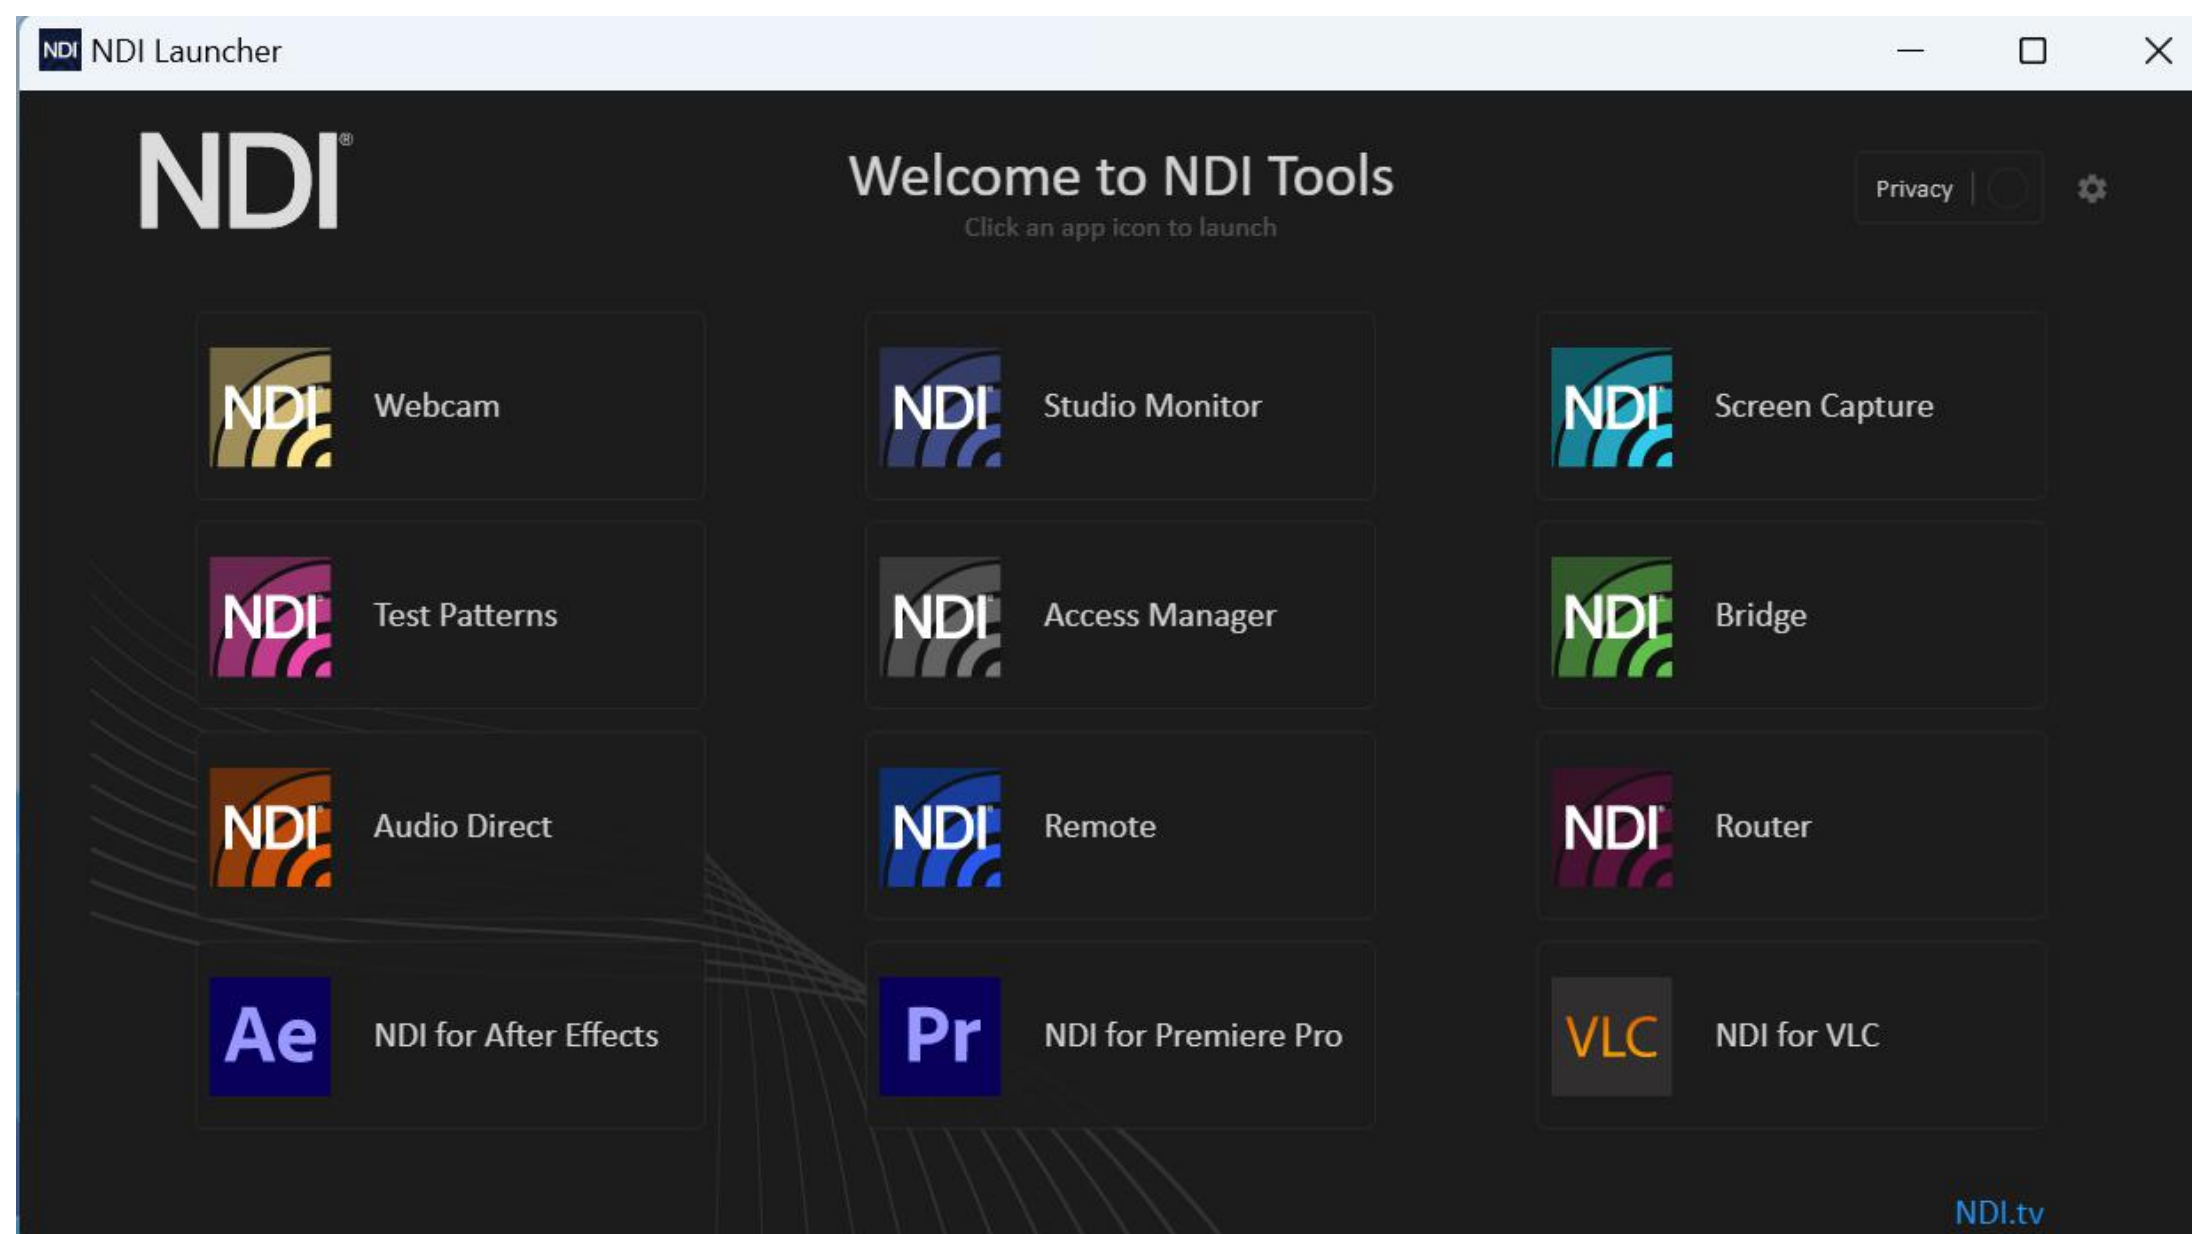 NDI NDI Launcher
NDI®
Welcome to NDI Tools
Click an app icon to launch
Privacy
NDI Webcam
NDI Studio Monitor
NDI Screen Capture
NDI Test Patterns
NDI Access Manager
NDI Bridge
NDI Audio Direct
NDI Remote
NDI Router
Ae NDI for After Effects
Pr NDI for Premiere Pro
VLC NDI for VLC
NDI.tv